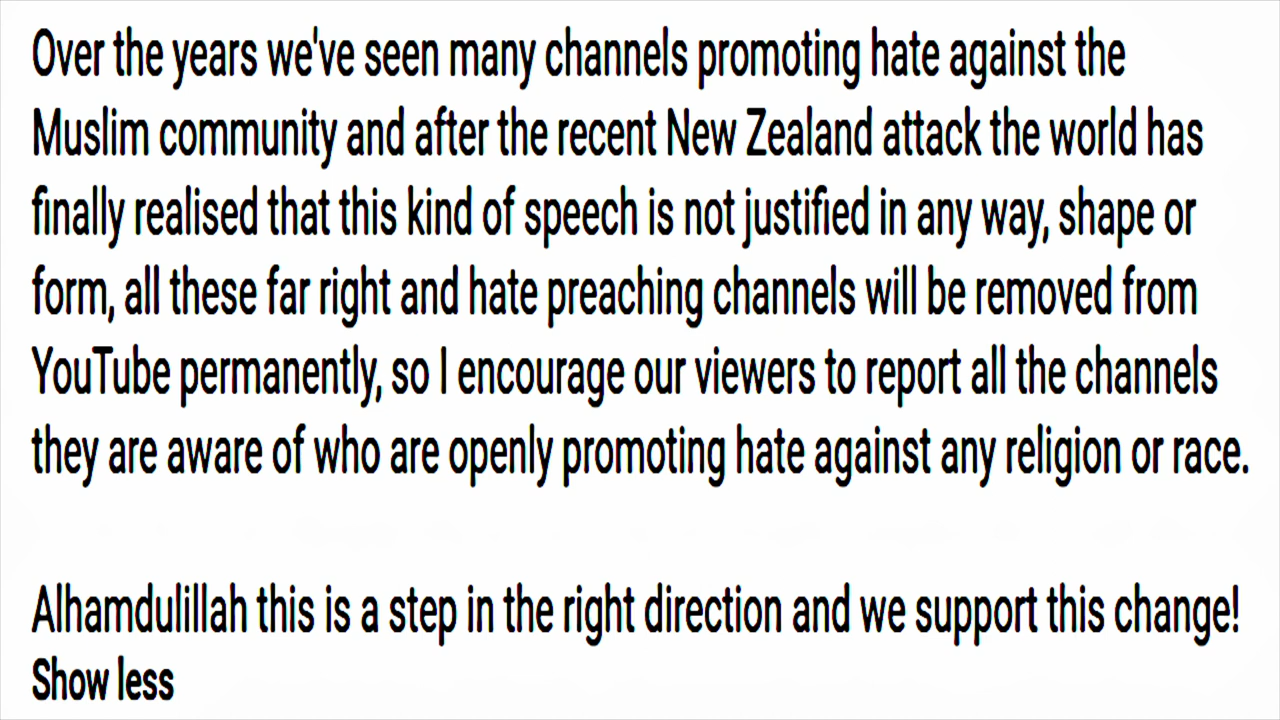 Over the years we've seen many channels promoting hate against the
Muslim community and after the recent New Zealand attack the world has
finally realised that this kind of speech is not justified in any way, shape or
form, all these far right and hate preaching channels will be removed from
YouTube permanently, so I encourage our viewers to report all the channels
they are aware of who are openly promoting hate against any religion or race.
Alhamdulillah this is a step in the right direction and we support this change!
Show less